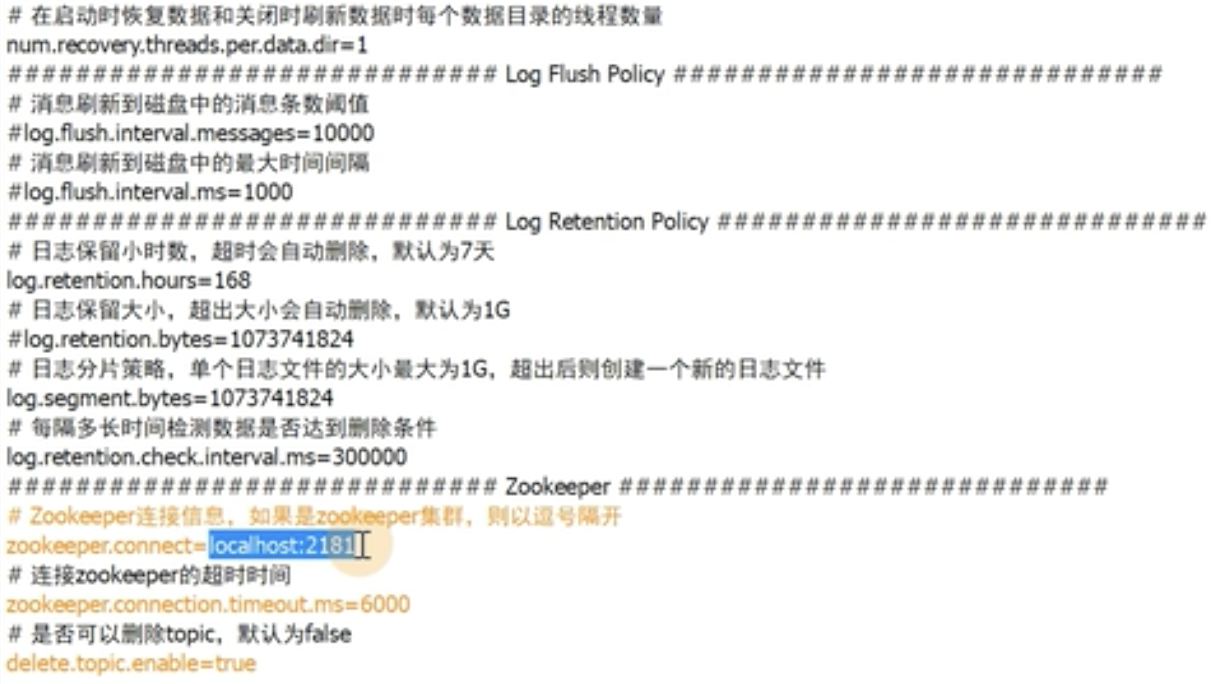 # 在启动时恢复数据和关闭时刷新数据时每个数据目录的线程数量
num.recovery.threads.per.data.dir=1
############################# Log Flush Policy #############################
# 消息刷新到磁盘中的消息条数阈值
#log.flush.interval.messages=10000
# 消息刷新到磁盘中的最大时间间隔
#log.flush.interval.ms=1000
############################# Log Retention Policy #############################
# 日志保留小时数，超时会自动删除，默认为7天
log.retention.hours=168
# 日志保留大小，超出大小会自动删除，默认为1G
#log.retention.bytes=1073741824
# 日志分片策略，单个日志文件的大小最大为1G，超出后则创建一个新的日志文件
log.segment.bytes=1073741824
# 每隔多长时间检测数据是否达到删除条件
log.retention.check.interval.ms=300000
############################# Zookeeper #############################
# Zookeeper连接信息，如果是zookeeper集群，则以逗号隔开
zookeeper.connect=localhost:2181
# 连接zookeeper的超时时间
zookeeper.connection.timeout.ms=6000
# 是否可以删除topic，默认为false
delete.topic.enable=true